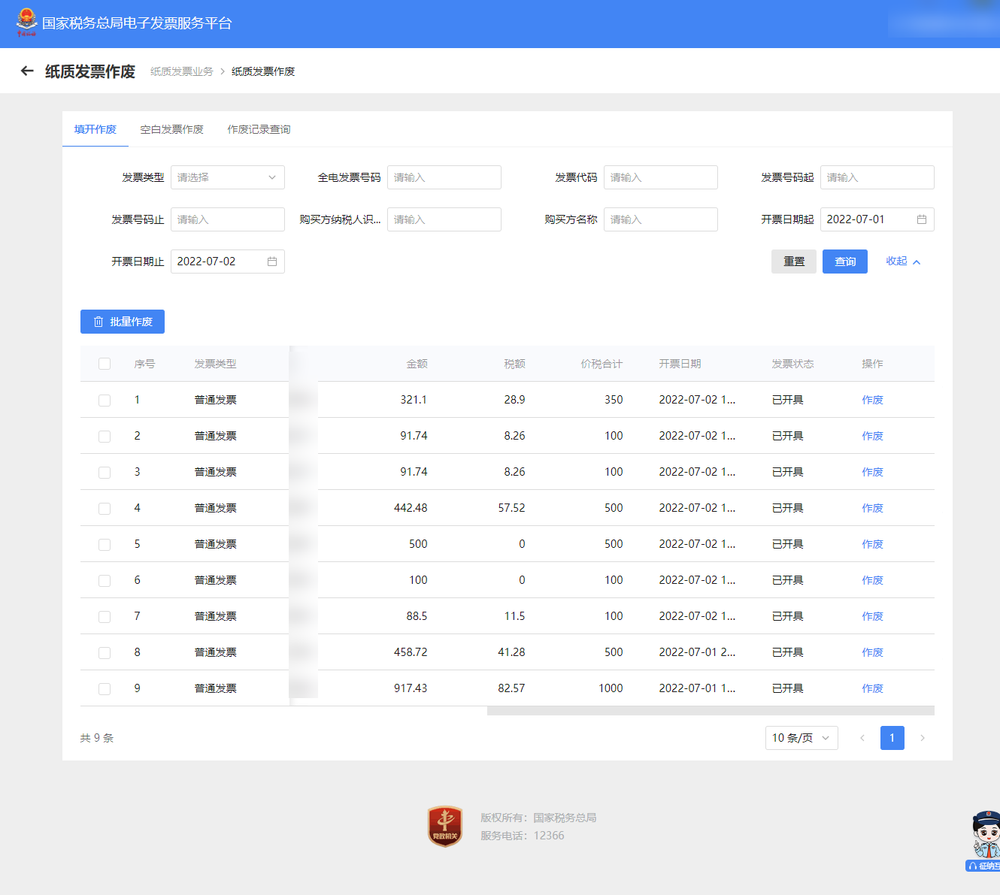 国家税务总局电子发票服务平台
纸质发票作废 纸质发票业务 > 纸质发票作废
填开作废 空白发票作废 作废记录查询
发票类型 请选择 全电发票号码 请输入 发票代码 请输入 发票号码起 请输入
发票号码止 请输入 购买方纳税人识... 请输入 购买方名称 请输入 开票日期起 2022-07-01
开票日期止 2022-07-02 重置 查询 收起
批量作废
序号 发票类型 金额 税额 价税合计 开票日期 发票状态 操作
1 普通发票 321.1 28.9 350 2022-07-02 1... 已开具 作废
2 普通发票 91.74 8.26 100 2022-07-02 1... 已开具 作废
3 普通发票 91.74 8.26 100 2022-07-02 1... 已开具 作废
4 普通发票 442.48 57.52 500 2022-07-02 1... 已开具 作废
5 普通发票 500 0 500 2022-07-02 1... 已开具 作废
6 普通发票 100 0 100 2022-07-02 1... 已开具 作废
7 普通发票 88.5 11.5 100 2022-07-02 1... 已开具 作废
8 普通发票 458.72 41.28 500 2022-07-01 2... 已开具 作废
9 普通发票 917.43 82.57 1000 2022-07-01 1... 已开具 作废
共 9 条 10 条/页 < 1 >
党政机关
版权所有：国家税务总局
服务电话：12366
征纳互